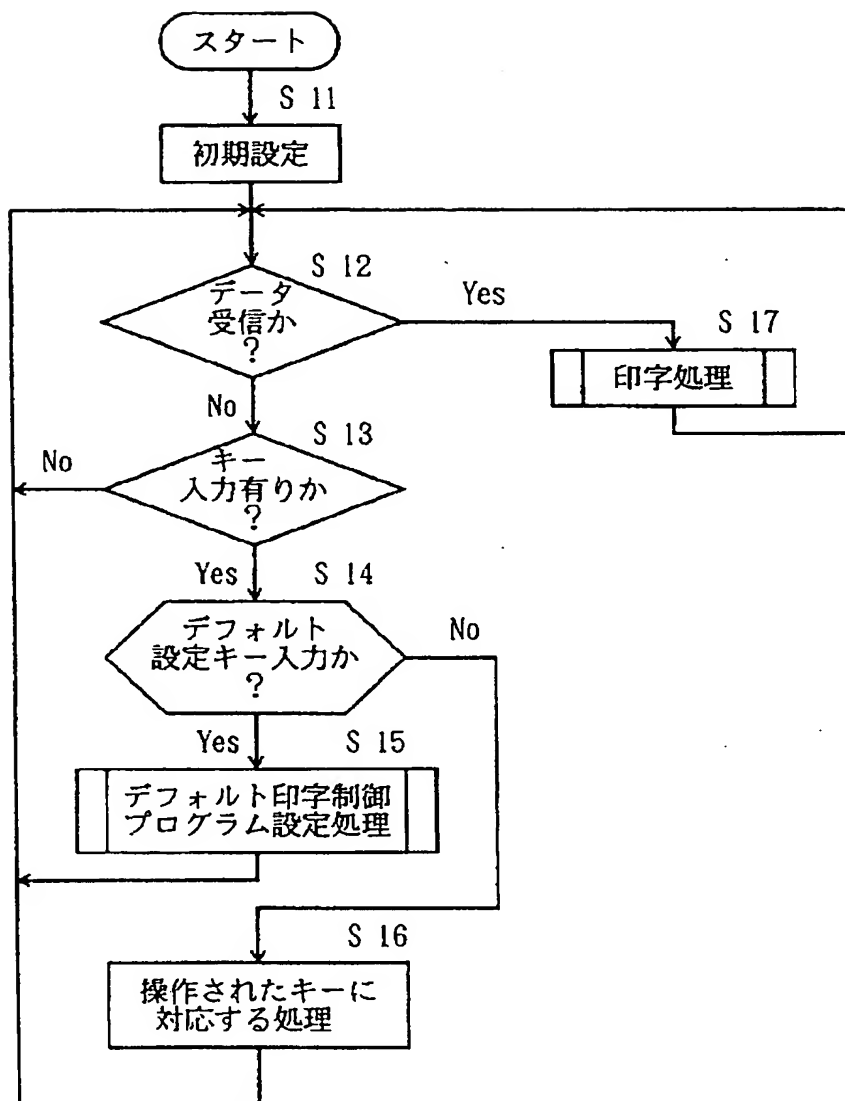 スタート
S 11
初期設定
S 12
データ
受信か
?
Yes
S 17
印字処理
No
S 13
キー
入力有りか
?
No
Yes
S 14
デフォルト
設定キー入力か
?
No
Yes
S 15
デフォルト印字制御
プログラム設定処理
S 16
操作されたキーに
対応する処理